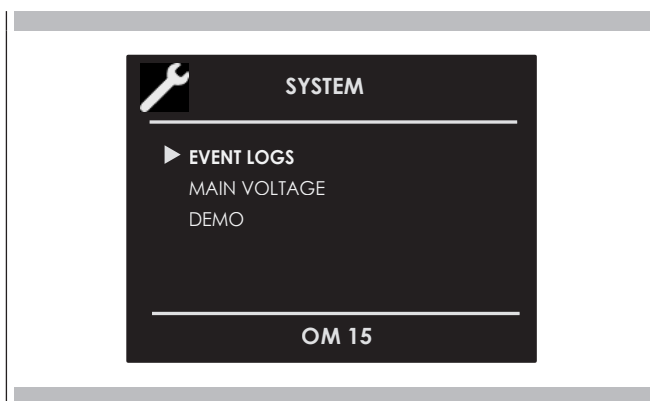 SYSTEM
EVENT LOGS
MAIN VOLTAGE
DEMO
OM 15